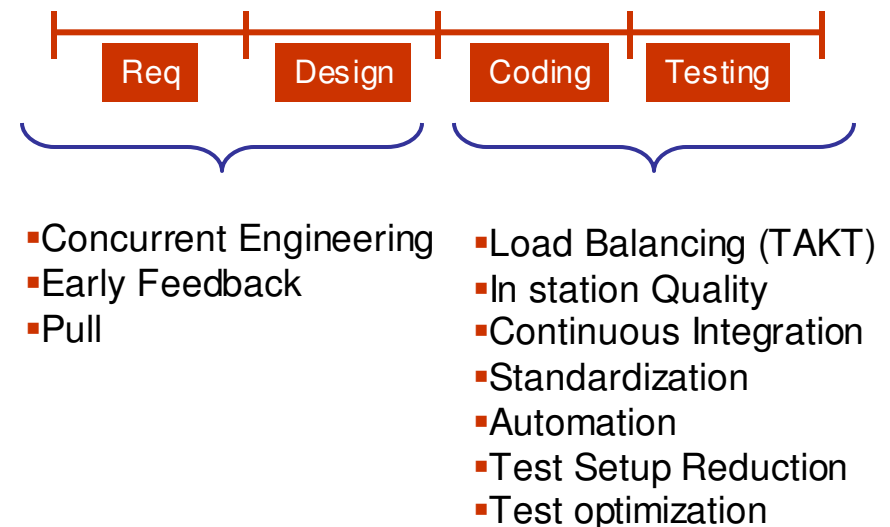 Req Design Coding Testing
▪Concurrent Engineering
▪Early Feedback
▪Pull
▪Load Balancing (TAKT)
▪In station Quality
▪Continuous Integration
▪Standardization
▪Automation
▪Test Setup Reduction
▪Test optimization